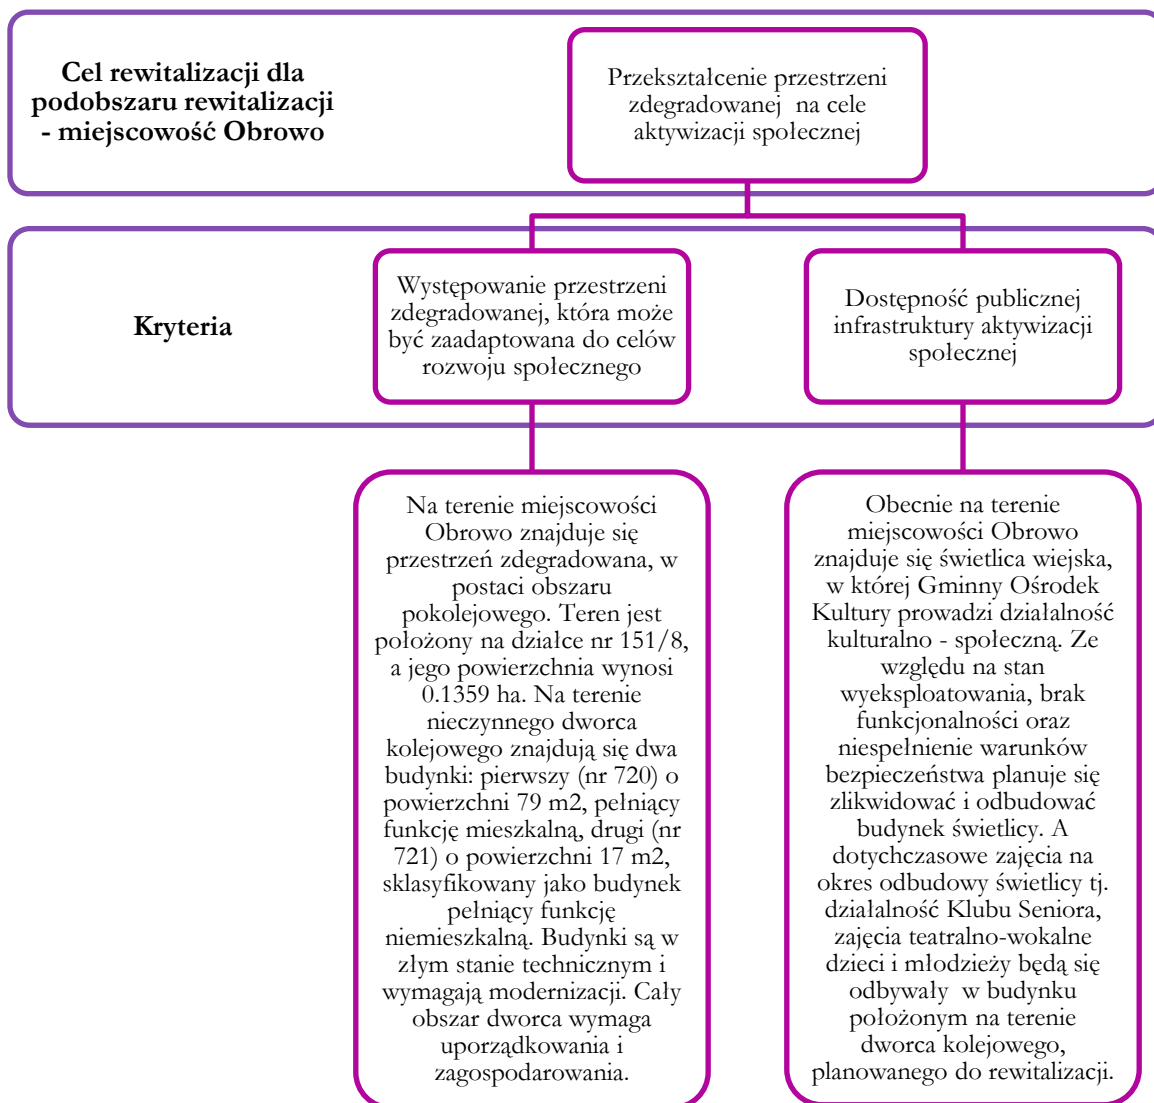 Cel rewitalizacji dla
podobszaru rewitalizacji
- miejscowość Obrowo
Przekształcenie przestrzeni
zdegradowanej  na cele
aktywizacji społecznej
Kryteria
Występowanie przestrzeni
zdegradowanej, która może
być zaadaptowana do celów
rozwoju społecznego
Dostępność publicznej
infrastruktury aktywizacji
społecznej
Na terenie miejscowości
Obrowo znajduje się
przestrzeń zdegradowana, w
postaci obszaru
pokolejowego. Teren jest
położony na działce nr 151/8,
a jego powierzchnia wynosi
0.1359 ha. Na terenie
nieczynnego dworca
kolejowego znajdują się dwa
budynki: pierwszy (nr 720) o
powierzchni 79 m2, pełniący
funkcję mieszkalną, drugi (nr
721) o powierzchni 17 m2,
sklasyfikowany jako budynek
pełniący funkcję
niemieszkalną. Budynki są w
złym stanie technicznym i
wymagają modernizacji. Cały
obszar dworca wymaga
uporządkowania i
zagospodarowania.
Obecnie na terenie
miejscowości Obrowo
znajduje się świetlica wiejska,
w której Gminny Ośrodek
Kultury prowadzi działalność
kulturalno - społeczną. Ze
względu na stan
wyeksploatowania, brak
funkcjonalności oraz
niespełnienie warunków
bezpieczeństwa planuje się
zlikwidować i odbudować
budynek świetlicy. A
dotychczasowe zajęcia na
okres odbudowy świetlicy tj.
działalność Klubu Seniora,
zajęcia teatralno-wokalne
dzieci i młodzieży będą się
odbywały  w budynku
położonym na terenie
dworca kolejowego,
planowanego do rewitalizacji.